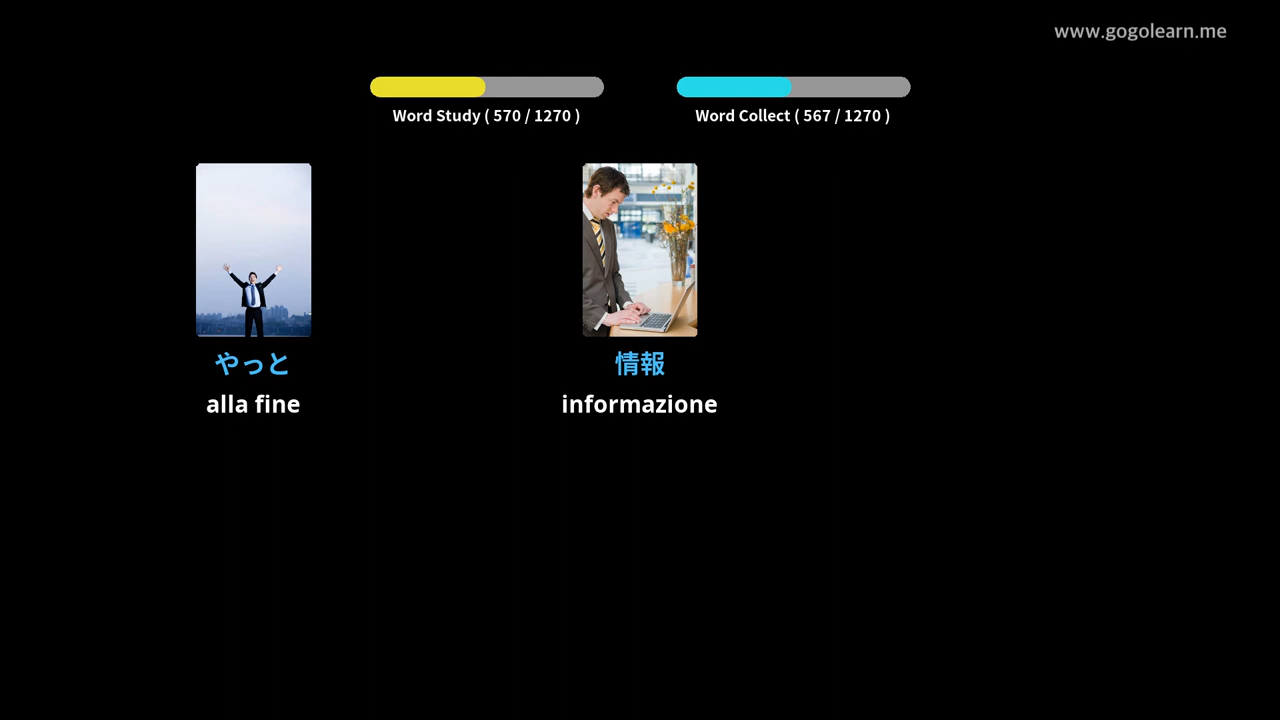 www.gogolearn.me
Word Study ( 570 / 1270 )
Word Collect ( 567 / 1270 )
やっと
alla fine
情報
informazione